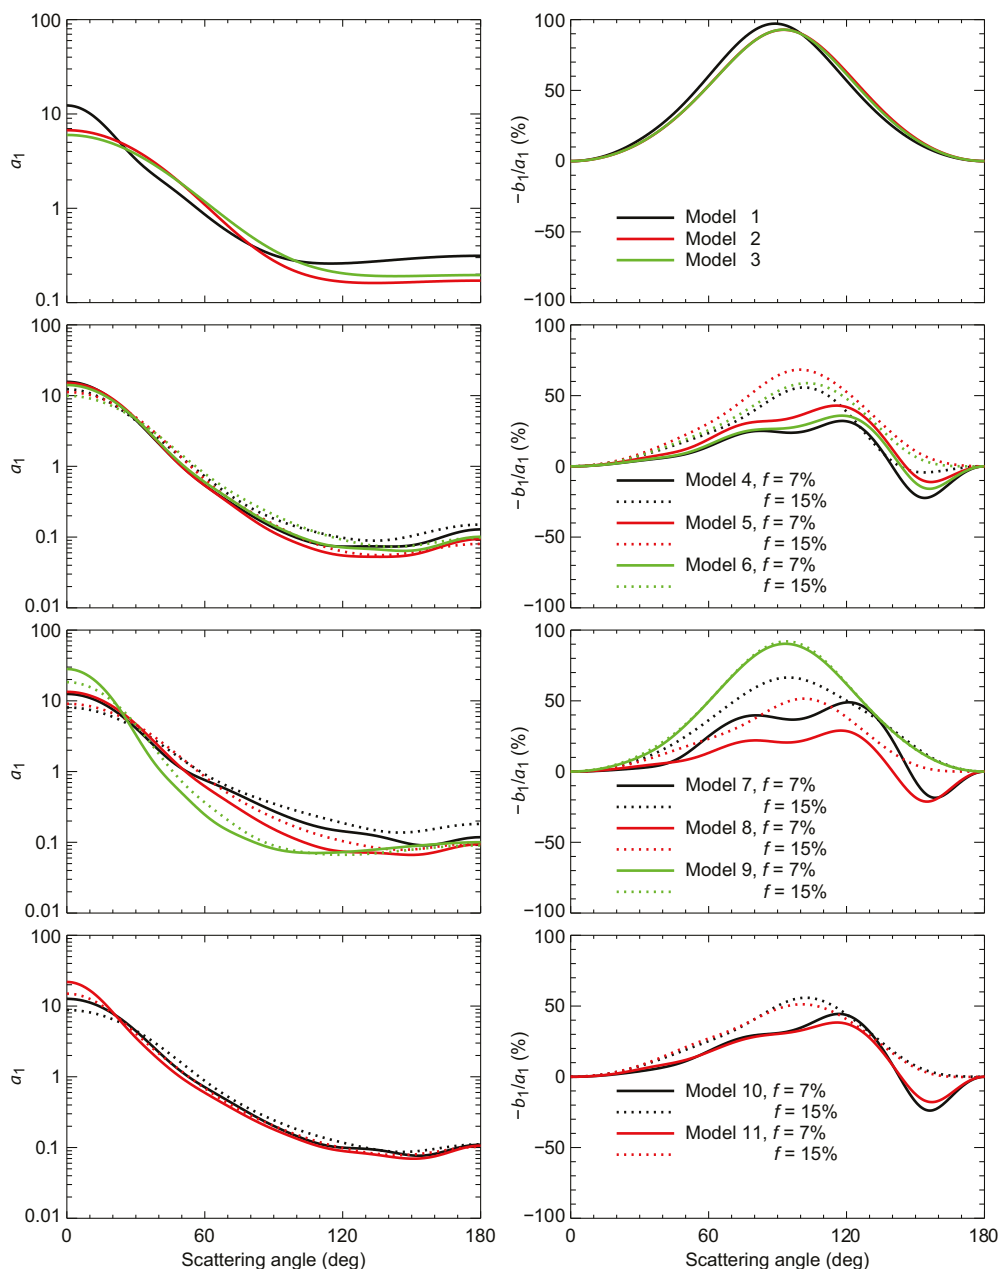 100
10
1
0.1
a1
100
50
0
−50
−100
−b1/a1 (%)
Model 1
Model 2
Model 3
100
10
1
0.1
0.01
a1
100
50
0
−50
−100
−b1/a1 (%)
Model 4, f = 7%
f = 15%
Model 5, f = 7%
f = 15%
Model 6, f = 7%
f = 15%
100
10
1
0.1
0.01
a1
100
50
0
−50
−100
−b1/a1 (%)
Model 7, f = 7%
f = 15%
Model 8, f = 7%
f = 15%
Model 9, f = 7%
f = 15%
100
10
1
0.1
0.01
a1
0 60 120 180
Scattering angle (deg)
100
50
0
−50
−100
−b1/a1 (%)
Model 10, f = 7%
f = 15%
Model 11, f = 7%
f = 15%
0 60 120 180
Scattering angle (deg)